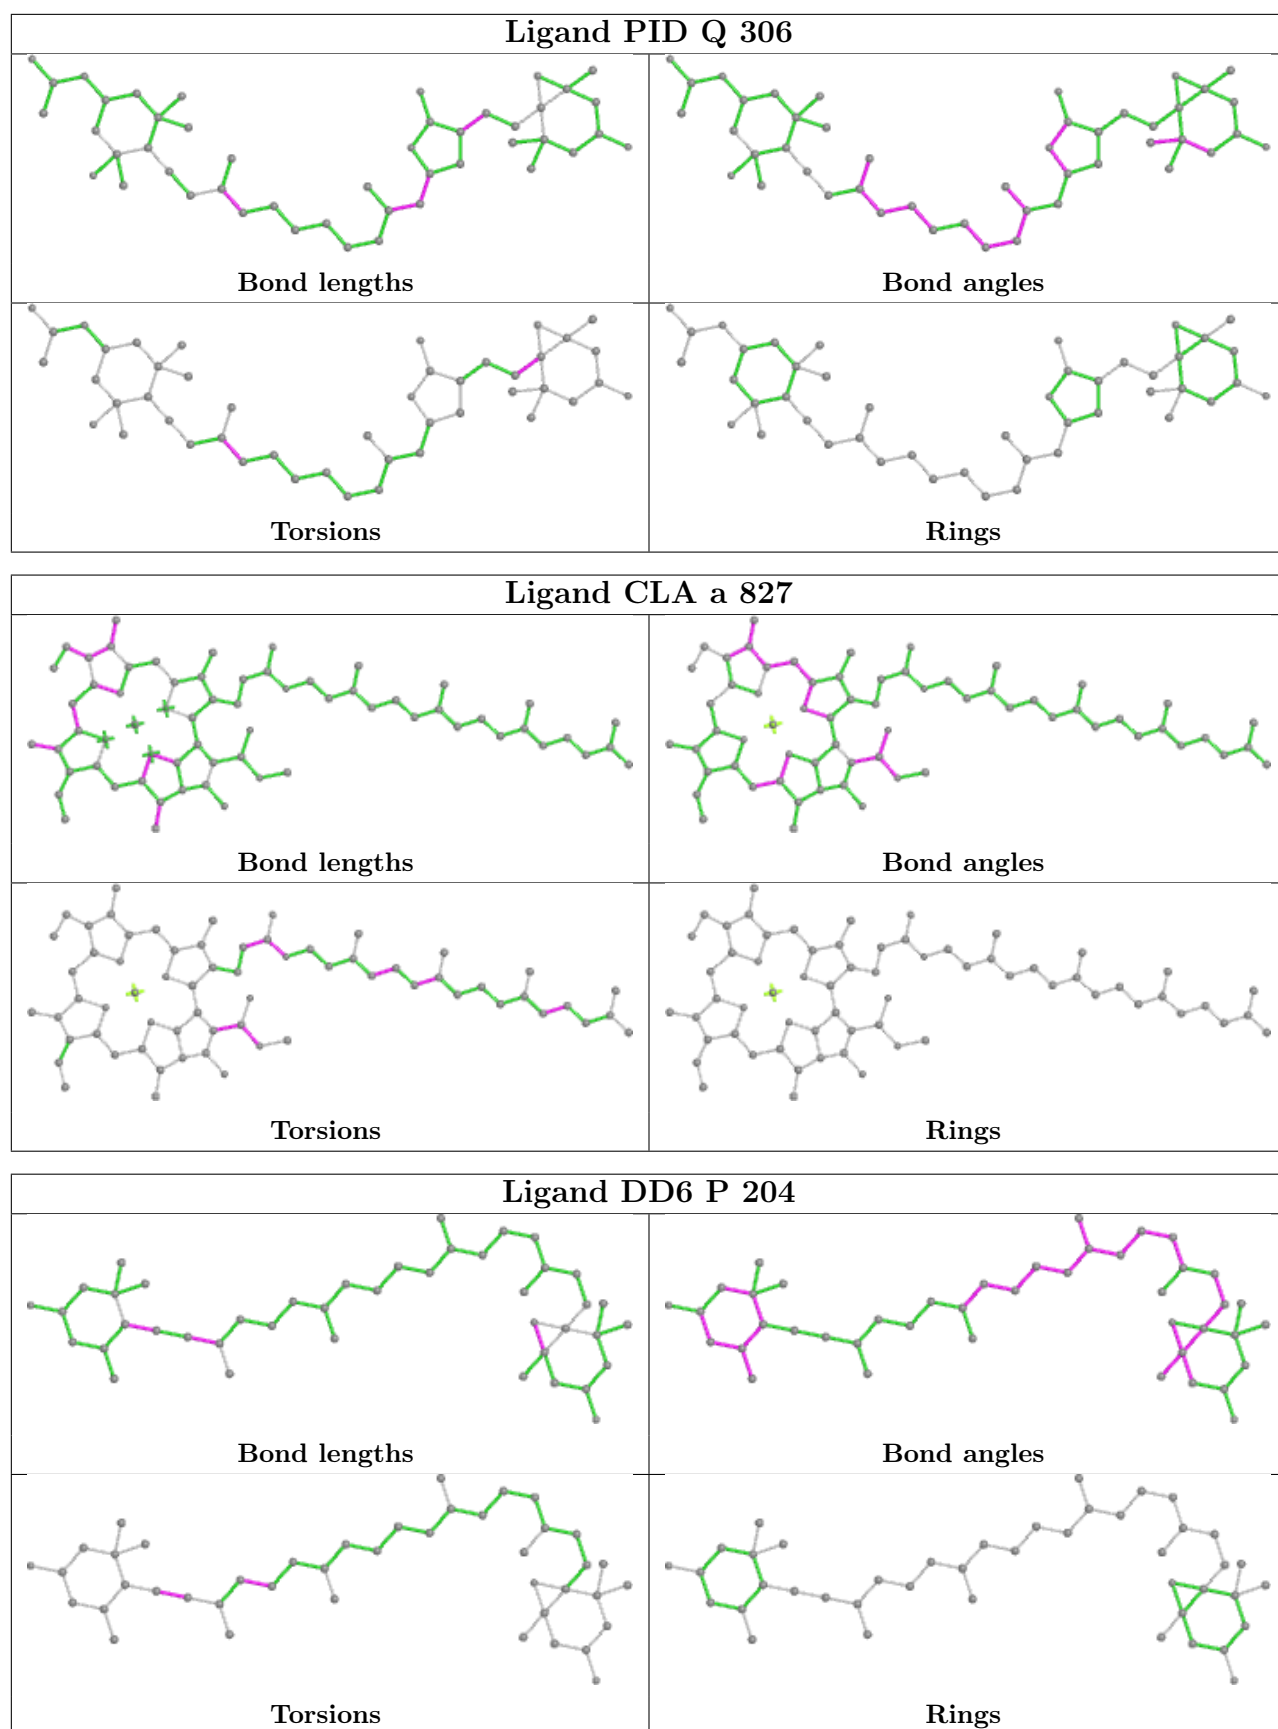 Ligand PID Q 306
Bond lengths
Bond angles
Torsions
Rings
Ligand CLA a 827
Bond lengths
Bond angles
Torsions
Rings
Ligand DD6 P 204
Bond lengths
Bond angles
Torsions
Rings